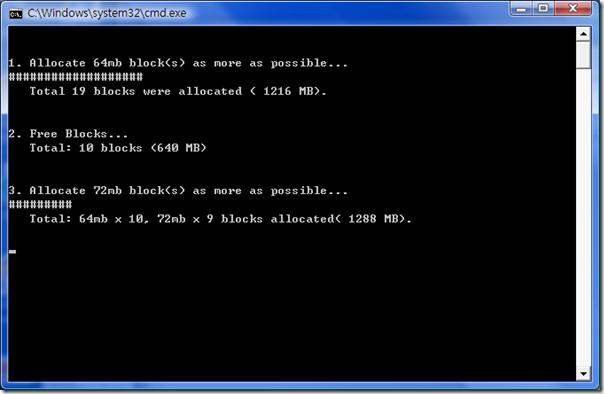 C:\Windows\system32\cmd.exe
1. Allocate 64mb block(s) as more as possible...
###################
Total 19 blocks were allocated ( 1216 MB).
2. Free Blocks...
Total: 10 blocks (640 MB)
3. Allocate 72mb block(s) as more as possible...
#########
Total: 64mb x 10, 72mb x 9 blocks allocated( 1288 MB).